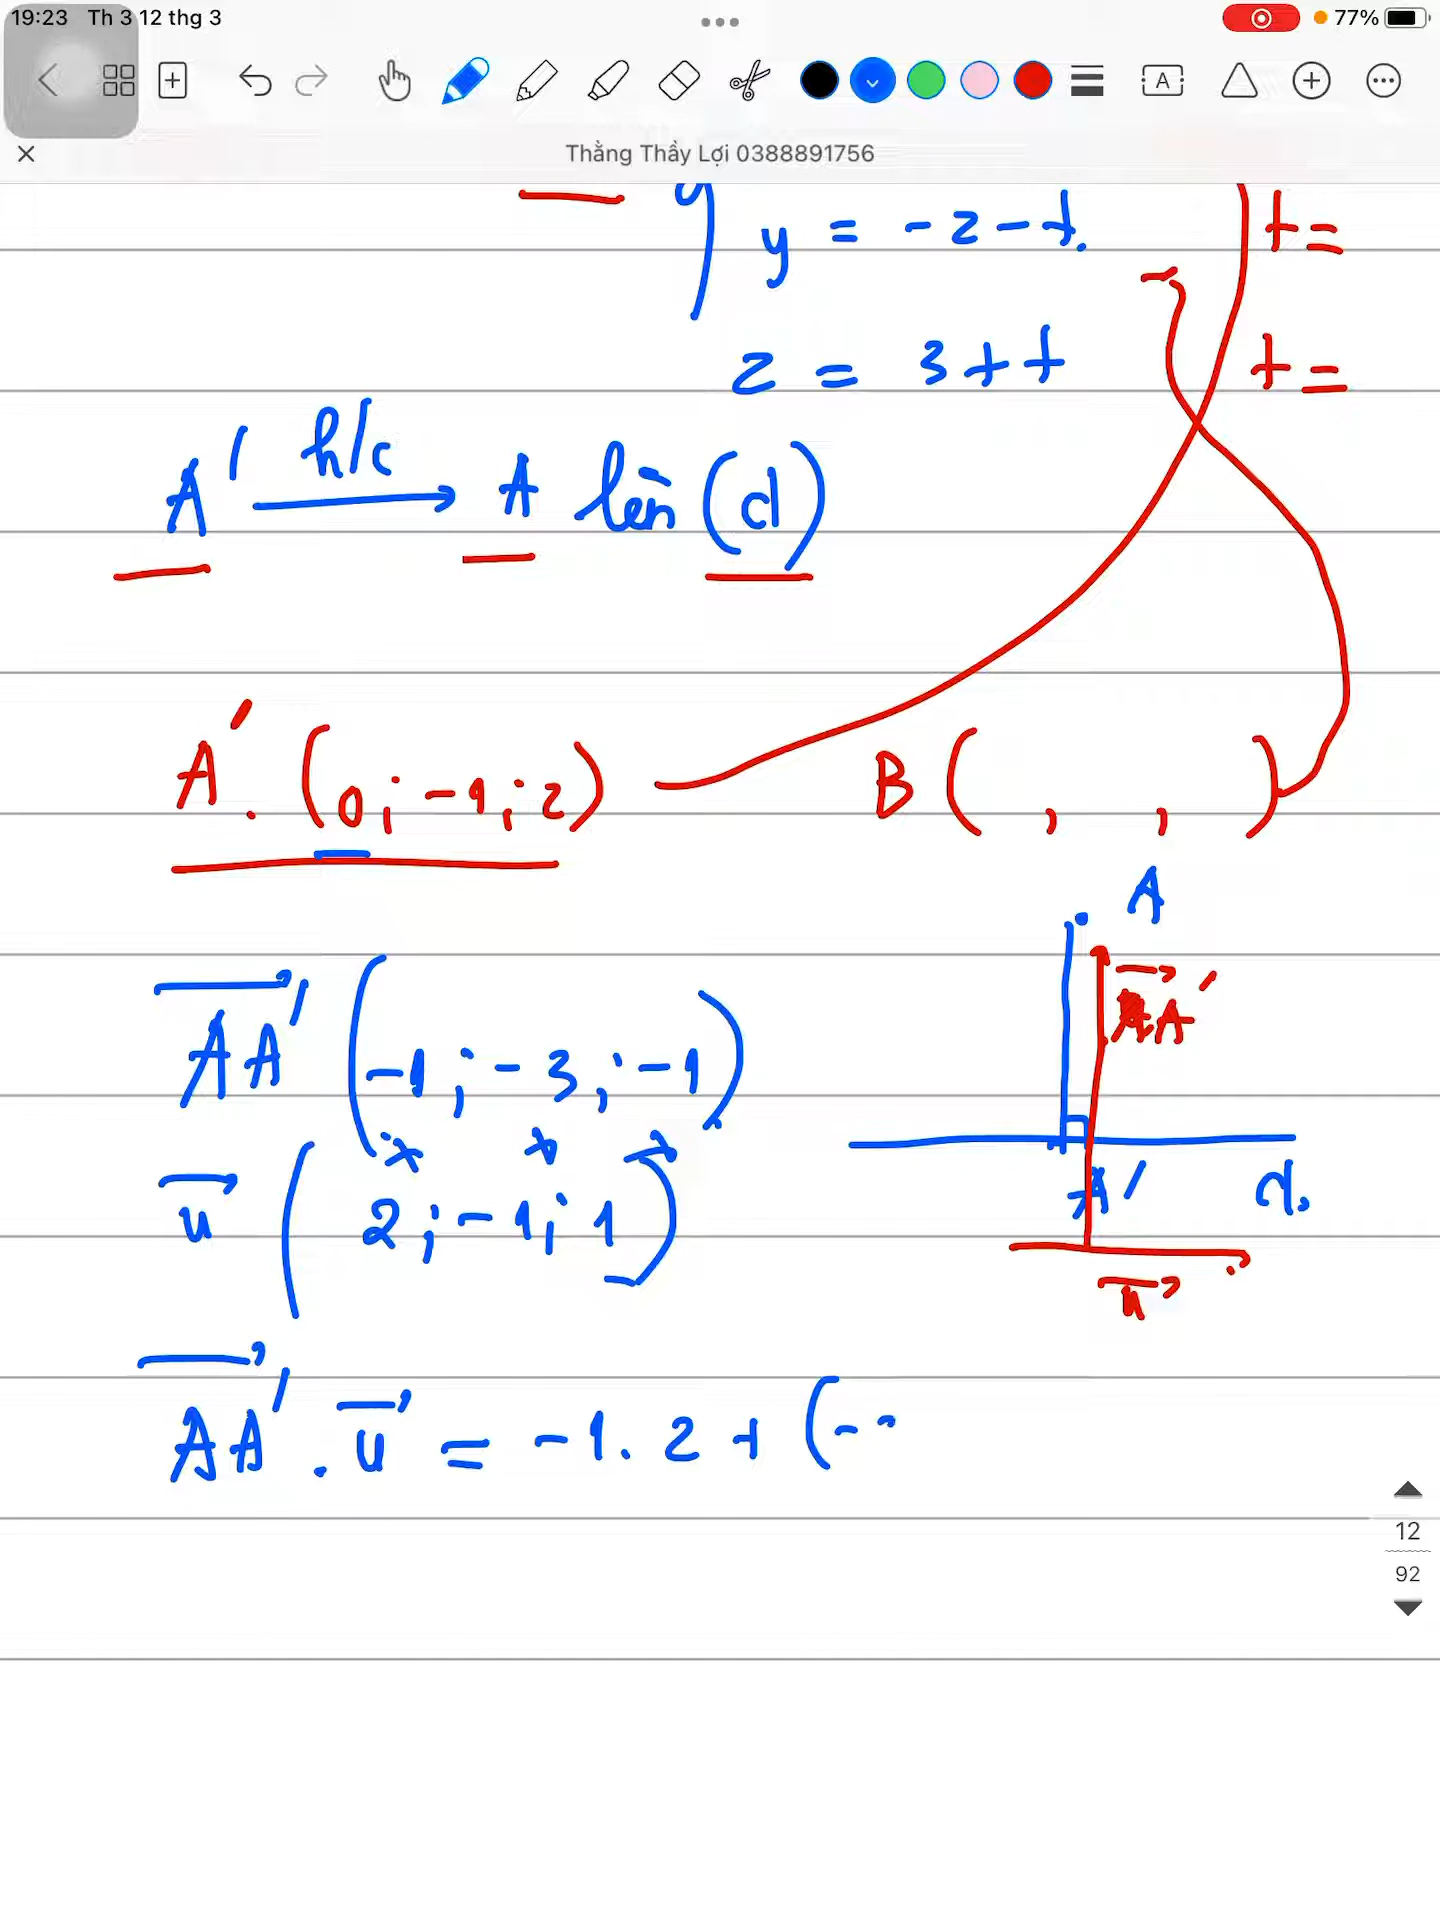 19:23 Th 3 12 thg 3
77%
A
Thằng Thầy Lợi 0388891756
y = -2 - t. t =
z = 3 + t t =
A' h/c A lên (d)
A' (0; -1; 2) B ( , , )
A
AA' (-1; -3; -1) AA'
u (2; -1; 1) A' d
u
AA' . u = -1. 2 + (-
12
92